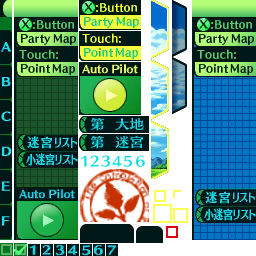 A
B
C
D
E
F
X:Button
Party Map
Touch:
Point Map
迷宮リスト
小迷宮リスト
Auto Pilot
X:Button
Party Map
Touch:
Point Map
Auto Pilot
第 大地
第 迷宮
123456
X:Button
Party Map
Touch:
Point Map
迷宮リスト
小迷宮リスト
1234567